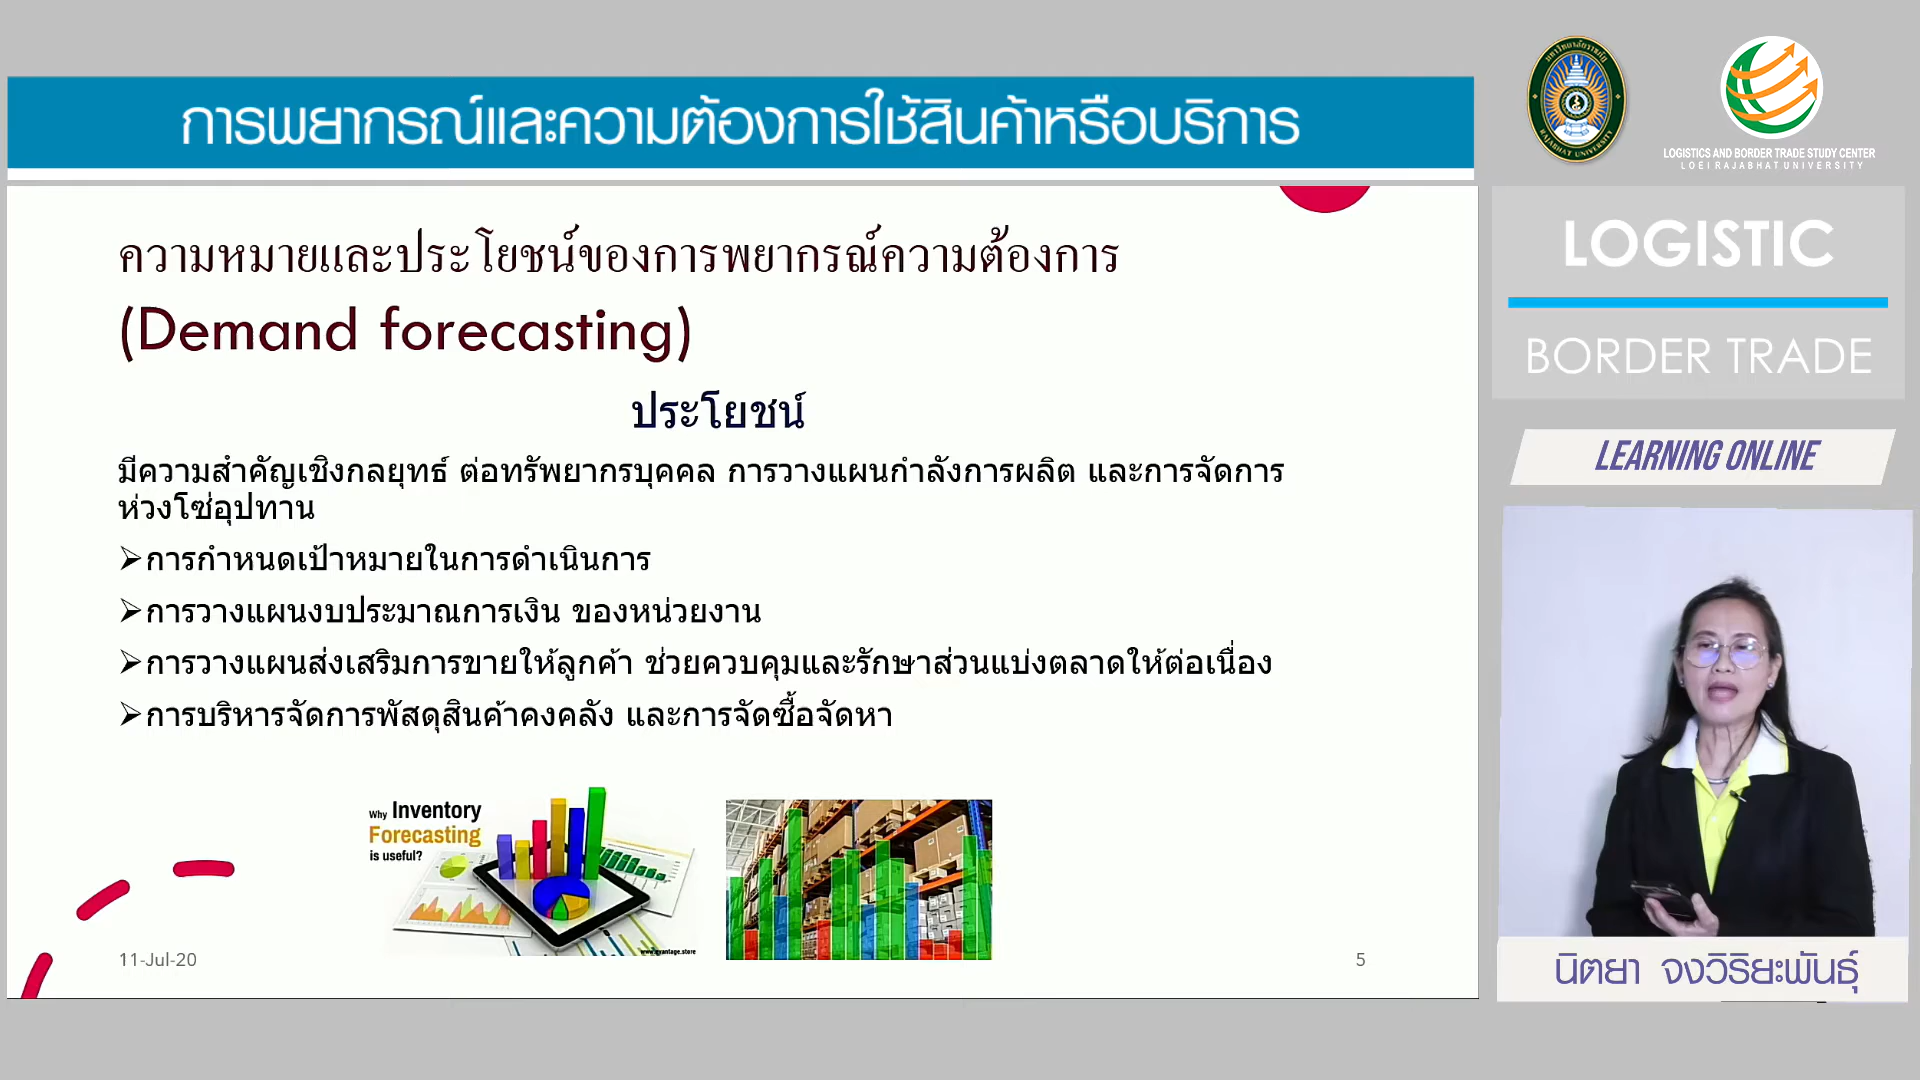 การพยากรณ์และความต้องการใช้สินค้าหรือบริการ
ความหมายและประโยชน์ของการพยากรณ์ความต้องการ
(Demand forecasting)
ประโยชน์
มีความสำคัญเชิงกลยุทธ์ ต่อทรัพยากรบุคคล การวางแผนกำลังการผลิต และการจัดการ
ห่วงโซ่อุปทาน
➢การกำหนดเป้าหมายในการดำเนินการ
➢การวางแผนงบประมาณการเงิน ของหน่วยงาน
➢การวางแผนส่งเสริมการขายให้ลูกค้า ช่วยควบคุมและรักษาส่วนแบ่งตลาดให้ต่อเนื่อง
➢การบริหารจัดการพัสดุสินค้าคงคลัง และการจัดซื้อจัดหา
Why Inventory
Forecasting
is useful?
11-Jul-20
5
RAJABHAT UNIVERSITY
LOGISTICS AND BORDER TRADE STUDY CENTER
LOEI RAJABHAT UNIVERSITY
LOGISTIC
BORDER TRADE
LEARNING ONLINE
นิตยา จงวิริยะพันธุ์